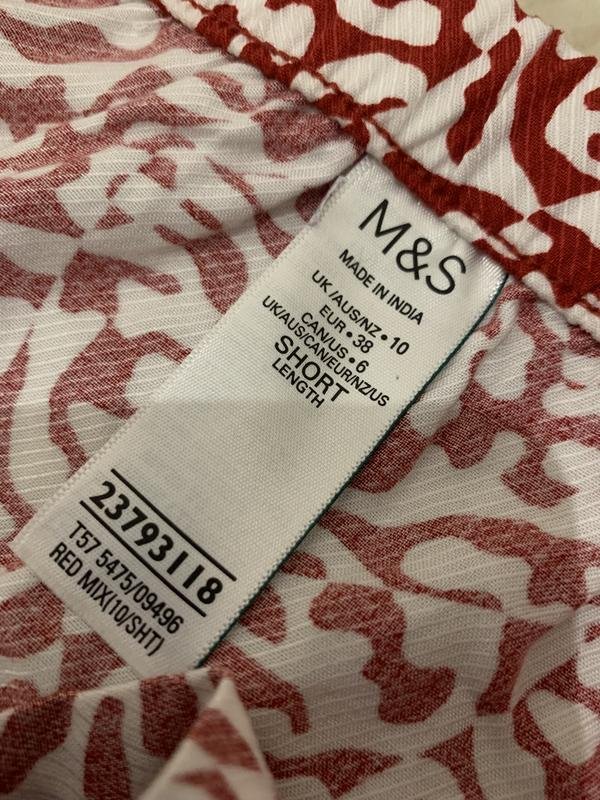 M&S
MADE IN INDIA
UK/AUS/NZ • 10
EUR • 38
CAN/US • 6
UK/AUS/CAN/EUR/NZ/US
SHORT
LENGTH
23793118
T57 5475/09496
RED MIX(10/SHT)